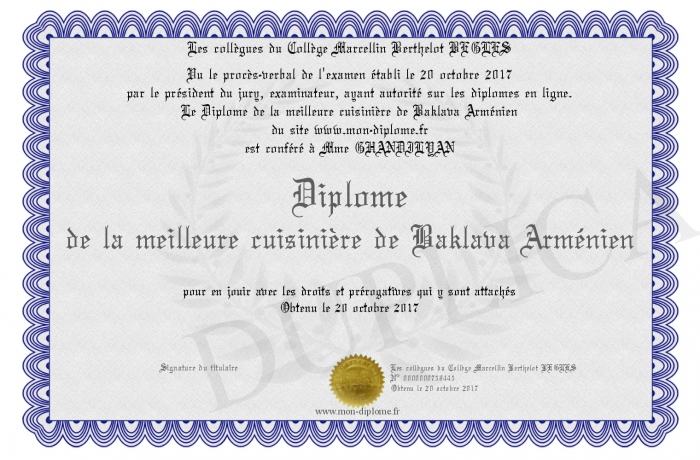 Les collègues du Collège Marcellin Berthelot BEGLES
Vu le procès-verbal de l'examen établi le 20 octobre 2017
par le président du jury, examinateur, ayant autorité sur les diplomes en ligne.
Le Diplome de la meilleure cuisinière de Baklava Arménien
du site www.mon-diplome.fr
est conféré à Mme GHANDILYAN
Diplome
de la meilleure cuisinière de Baklava Arménien
pour en jouir avec les droits et prérogatives qui y sont attachés
Obtenu le 20 octobre 2017
DUPLICA
Signature du titulaire
Les collègues du Collège Marcellin Berthelot BEGLES
N° 0000000758445
Obtenu le 20 octobre 2017
www.mon-diplome.fr